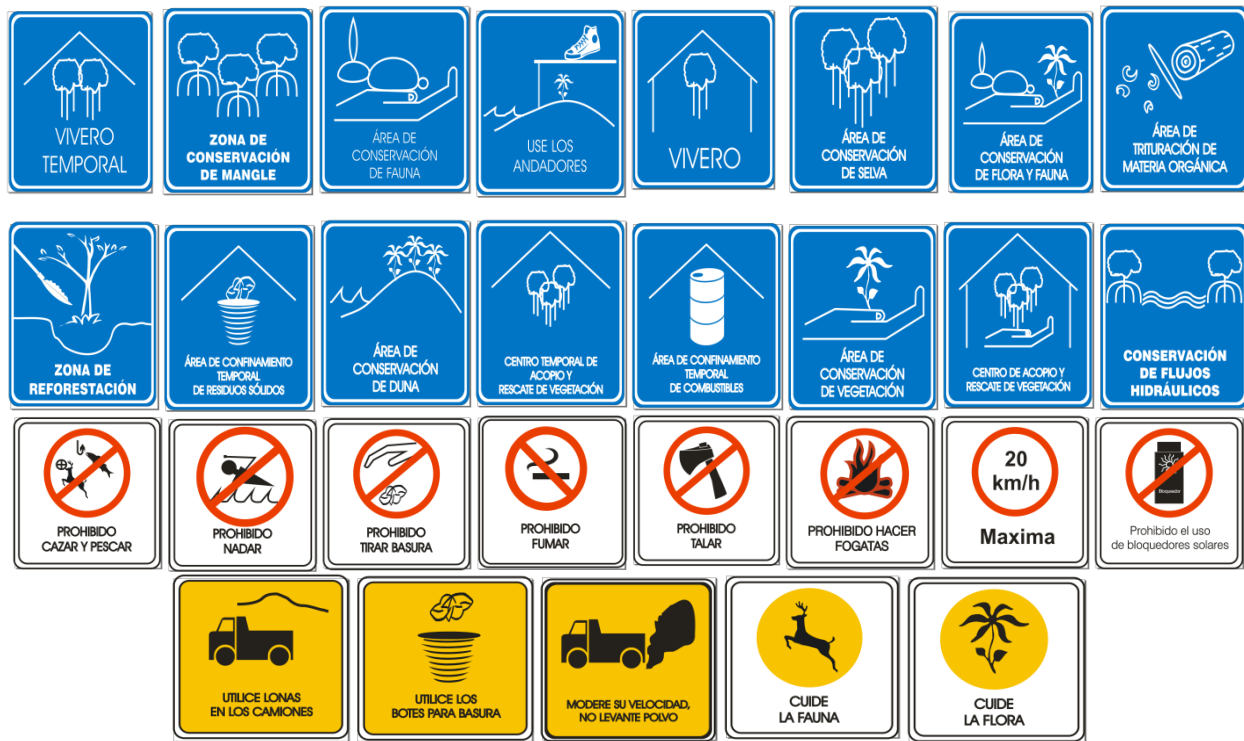 VIVERO
TEMPORAL
ZONA DE
CONSERVACIÓN
DE MANGLE
ÁREA DE
CONSERVACIÓN
DE FAUNA
USE LOS
ANDADORES
VIVERO
ÁREA DE
CONSERVACIÓN
DE SELVA
ÁREA DE
CONSERVACIÓN
DE FLORA Y FAUNA
ÁREA DE
TRITURACIÓN DE
MATERIA ORGÁNICA
ZONA DE
REFORESTACIÓN
ÁREA DE CONFINAMIENTO
TEMPORAL
DE RESIDUOS SÓLIDOS
ÁREA DE
CONSERVACIÓN
DE DUNA
CENTRO TEMPORAL DE
ACOPIO Y
RESCATE DE VEGETACIÓN
ÁREA DE CONFINAMIENTO
TEMPORAL
DE COMBUSTIBLES
ÁREA DE
CONSERVACIÓN
DE VEGETACIÓN
CENTRO DE ACOPIO Y
RESCATE DE VEGETACIÓN
CONSERVACIÓN
DE FLUJOS
HIDRÁULICOS
PROHIBIDO
CAZAR Y PESCAR
PROHIBIDO
NADAR
PROHIBIDO
TIRAR BASURA
PROHIBIDO
FUMAR
PROHIBIDO
TALAR
PROHIBIDO HACER
FOGATAS
20
km/h
Maxima
Bloqueador
Prohibido el uso
de bloquedores solares
UTILICE LONAS
EN LOS CAMIONES
UTILICE LOS
BOTES PARA BASURA
MODERE SU VELOCIDAD,
NO LEVANTE POLVO
CUIDE
LA FAUNA
CUIDE
LA FLORA